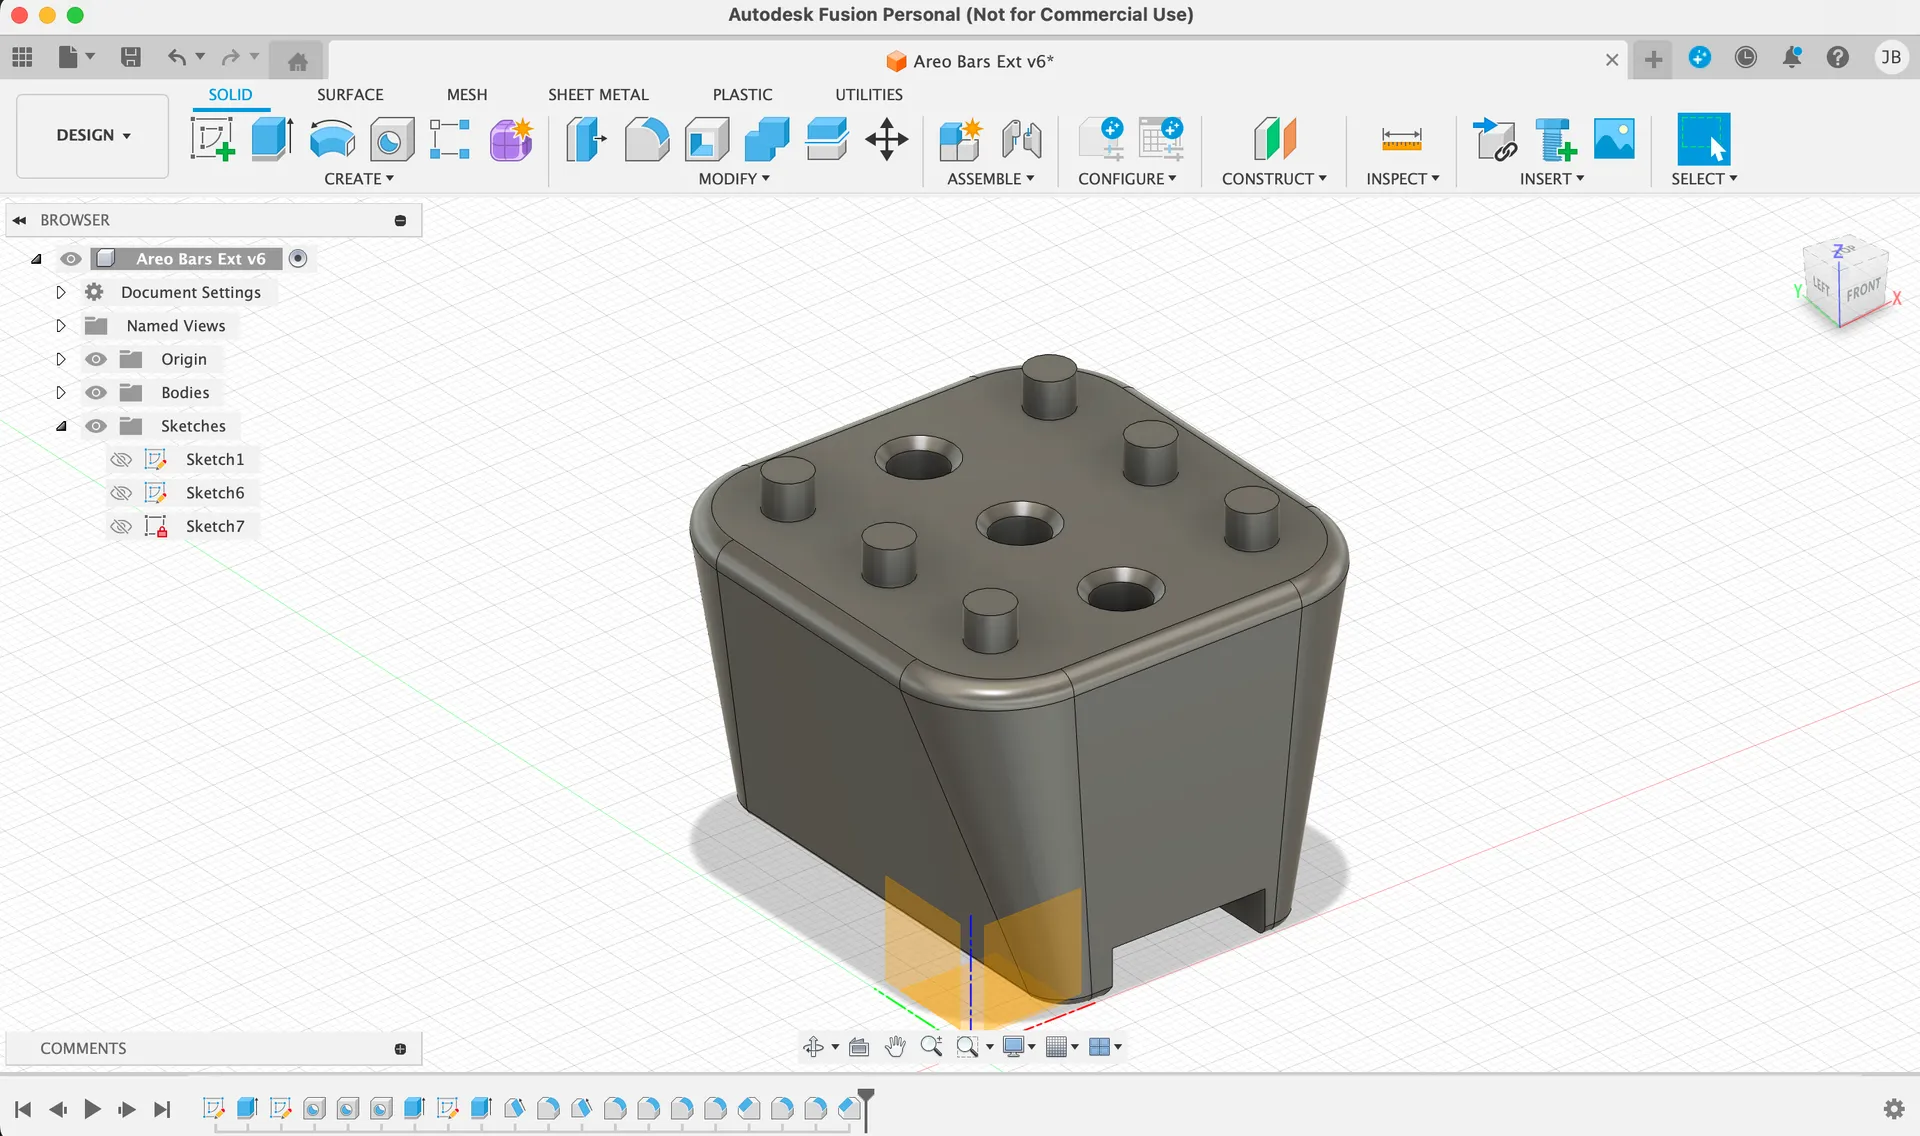 Autodesk Fusion Personal (Not for Commercial Use)
Areo Bars Ext v6*
JB
SOLID SURFACE MESH SHEET METAL PLASTIC UTILITIES
DESIGN
CREATE MODIFY ASSEMBLE CONFIGURE CONSTRUCT INSPECT INSERT SELECT
BROWSER
Areo Bars Ext v6
Document Settings
Named Views
Origin
Bodies
Sketches
Sketch1
Sketch6
Sketch7
Z
TOP
LEFT FRONT
Y
X
COMMENTS